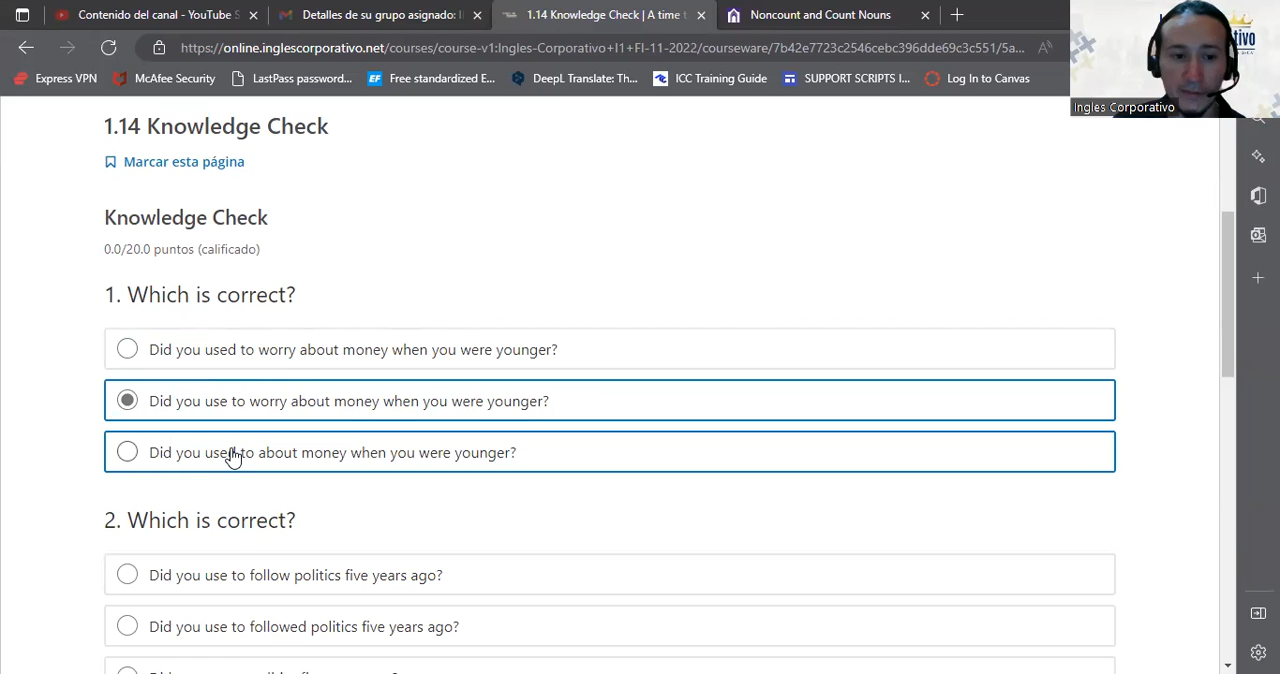 Contenido del canal - YouTube S
Detalles de su grupo asignado: I
1.14 Knowledge Check | A time t
Noncount and Count Nouns
https://online.inglescorporativo.net/courses/course-v1:Ingles-Corporativo+I1+FI-11-2022/courseware/7b42e7723c2546cebc396dde69c3c551/5a...
Express VPN
McAfee Security
LastPass password...
EF Free standardized E...
DeepL Translate: Th...
ICC Training Guide
SUPPORT SCRIPTS I...
Log In to Canvas
Ingles Corporativo
1.14 Knowledge Check
Marcar esta página
Knowledge Check
0.0/20.0 puntos (calificado)
1. Which is correct?
Did you used to worry about money when you were younger?
Did you use to worry about money when you were younger?
Did you used to about money when you were younger?
2. Which is correct?
Did you use to follow politics five years ago?
Did you use to followed politics five years ago?